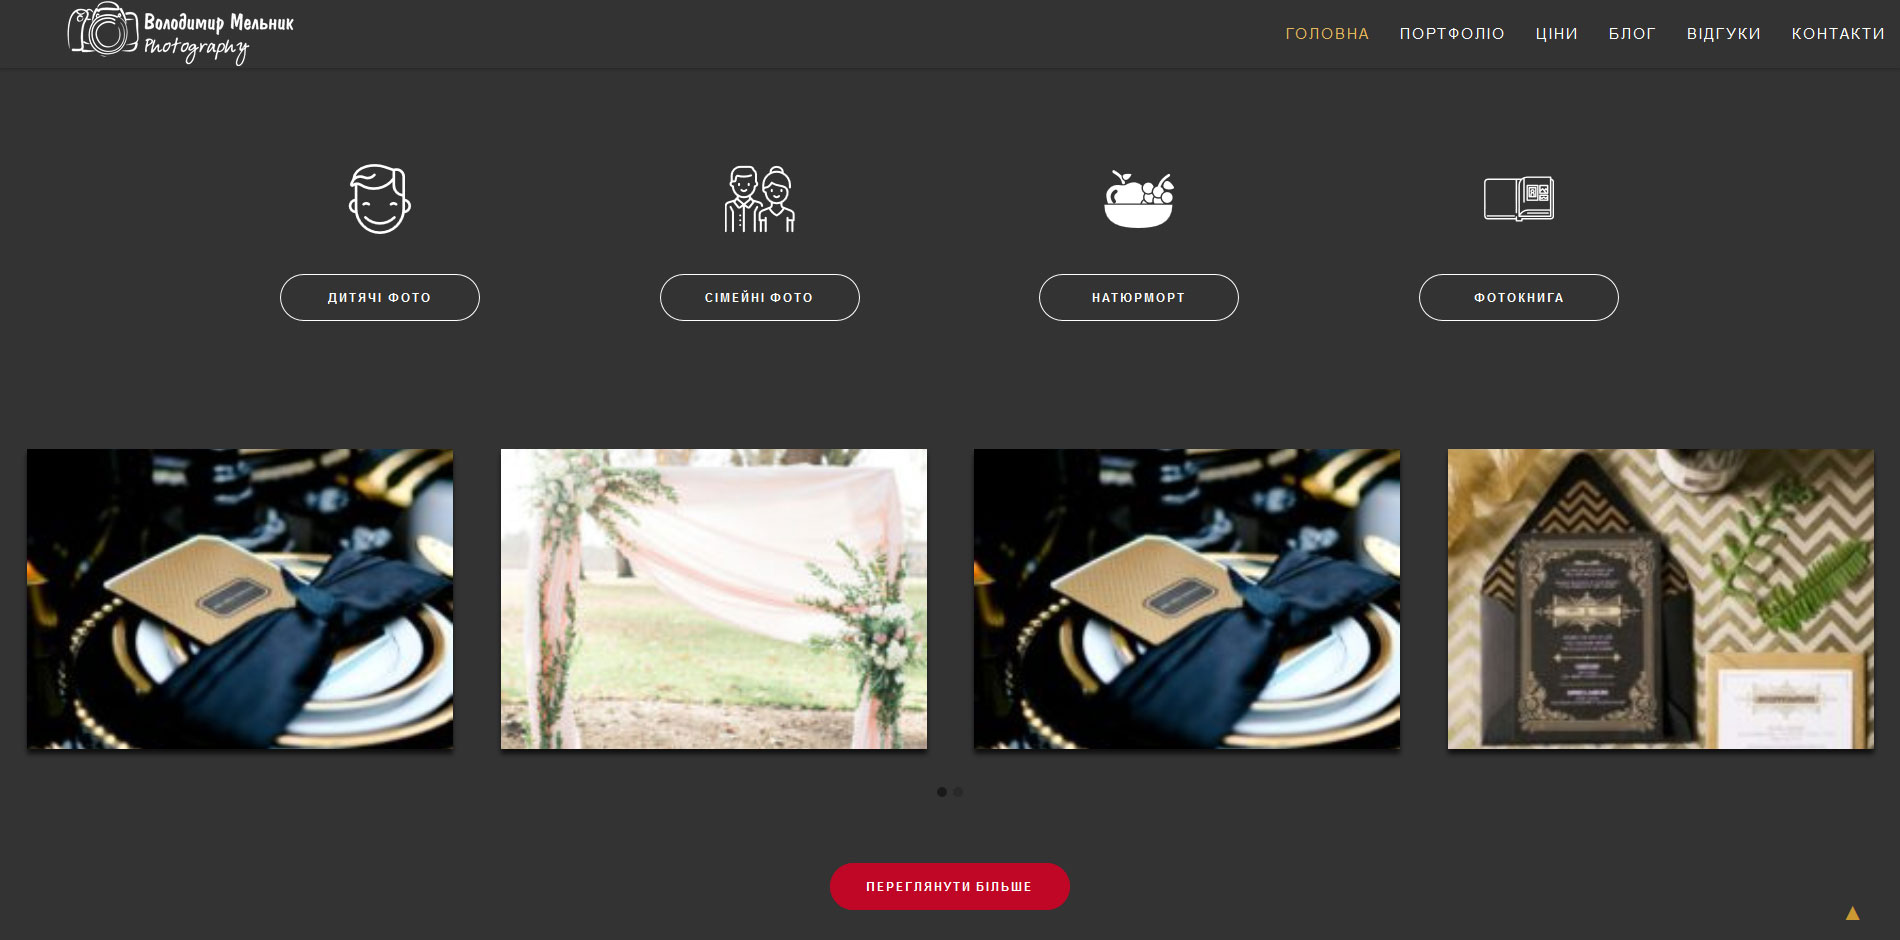 Володимир Мельник
Photography
ГОЛОВНА
ПОРТФОЛІО
ЦІНИ
БЛОГ
ВІДГУКИ
КОНТАКТИ
ДИТЯЧІ ФОТО
СІМЕЙНІ ФОТО
НАТЮРМОРТ
ФОТОКНИГА
ПЕРЕГЛЯНУТИ БІЛЬШЕ